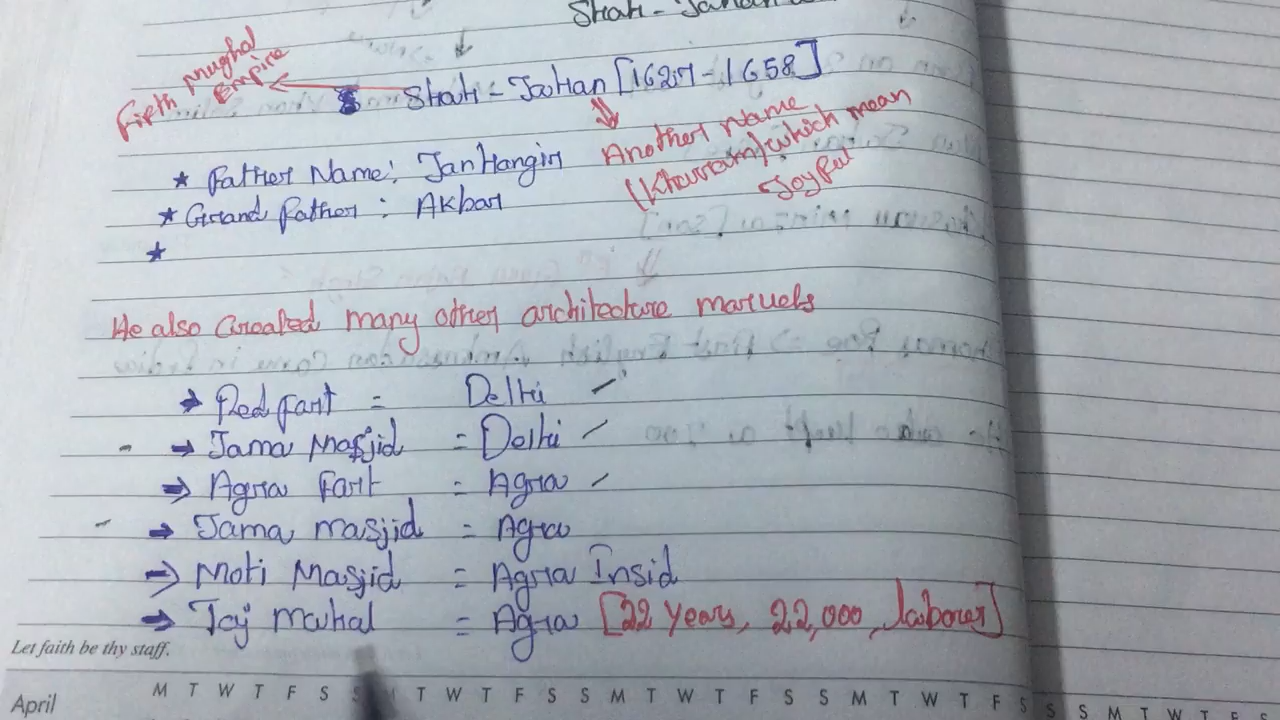 Shah - Jahan
Fifth Mughal
Empire
Shah - Jahan [1627 - 1658]
Another Name
(Khurram) which mean
Joyful
* Father Name: JanHangir
* Grand father : Akbar
*
He also Created many other architecture marvels
→ Red fort = Delhi
→ Jama Masjid = Delhi
→ Agra Fort = Agra
→ Jama masjid = Agra
→ Moti Masjid = Agra Insid
→ Taj mahal = Agra [22 years, 22,000, laborer]
Let faith be thy staff.
April M T W T F S S M T W T F S S M T W T F S S M T W T F S S M T W T